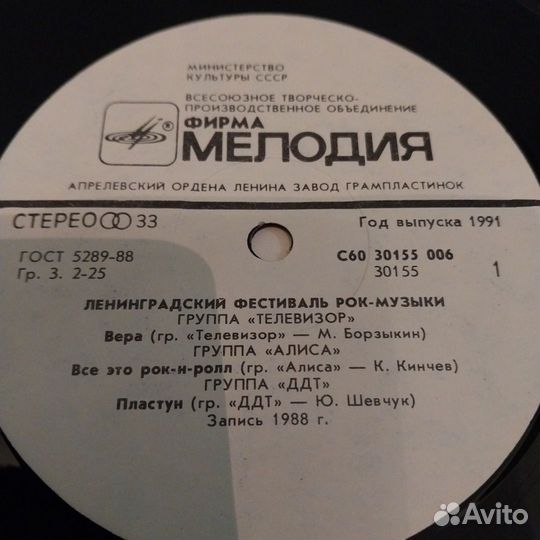 МИНИСТЕРСТВО
КУЛЬТУРЫ СССР
ВСЕСОЮЗНОЕ ТВОРЧЕСКО-
ПРОИЗВОДСТВЕННОЕ ОБЪЕДИНЕНИЕ
® ФИРМА
МЕЛОДИЯ
АПРЕЛЕВСКИЙ ОРДЕНА ЛЕНИНА ЗАВОД ГРАМПЛАСТИНОК
СТЕРЕО 33 Год выпуска 1991
ГОСТ 5289-88 С60 30155 006
Гр. 3. 2-25 30155 1
ЛЕНИНГРАДСКИЙ ФЕСТИВАЛЬ РОК-МУЗЫКИ
ГРУППА «ТЕЛЕВИЗОР»
Вера (гр. «Телевизор» — М. Борзыкин)
ГРУППА «АЛИСА»
Все это рок-н-ролл (гр. «Алиса» — К. Кинчев)
ГРУППА «ДДТ»
Пластун (гр. «ДДТ» — Ю. Шевчук)
Запись 1988 г.
Avito